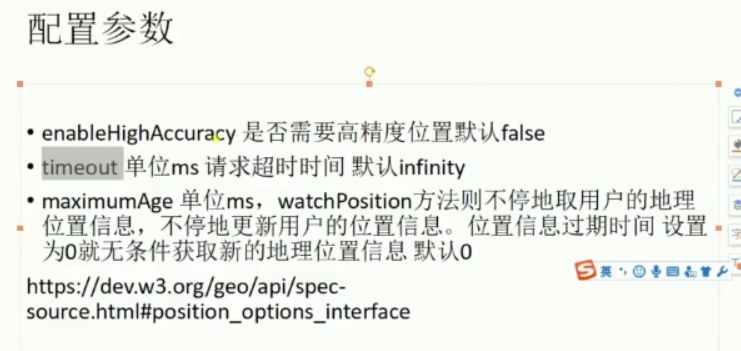 配置参数
• enableHighAccuracy 是否需要高精度位置默认false
• timeout 单位ms 请求超时时间 默认infinity
• maximumAge 单位ms，watchPosition方法则不停地取用户的地理
位置信息，不停地更新用户的位置信息。位置信息过期时间 设置
为0就无条件获取新的地理位置信息 默认0
https://dev.w3.org/geo/api/spec-
source.html#position_options_interface
英
字